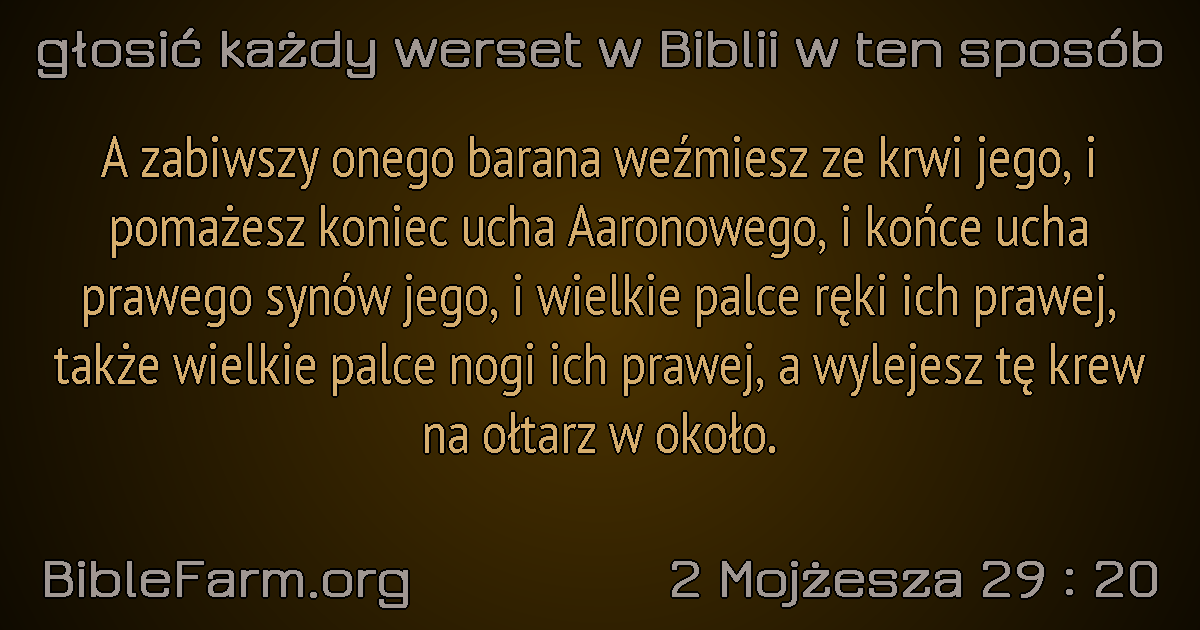 głosić każdy werset w Biblii w ten sposób
A zabiwszy onego barana weźmiesz ze krwi jego, i
pomażesz koniec ucha Aaronowego, i końce ucha
prawego synów jego, i wielkie palce ręki ich prawej,
także wielkie palce nogi ich prawej, a wylejesz tę krew
na ołtarz w około.
BibleFarm.org
2 Mojżesza 29 : 20